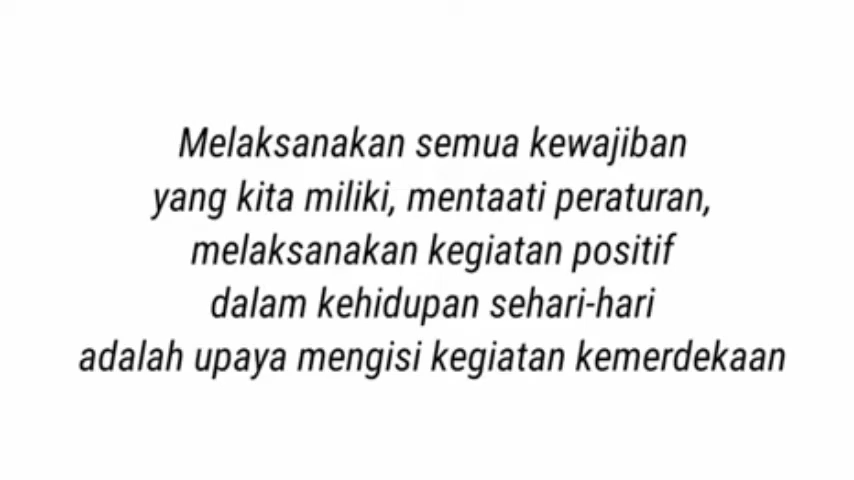 Melaksanakan semua kewajiban
yang kita miliki, mentaati peraturan,
melaksanakan kegiatan positif
dalam kehidupan sehari-hari
adalah upaya mengisi kegiatan kemerdekaan